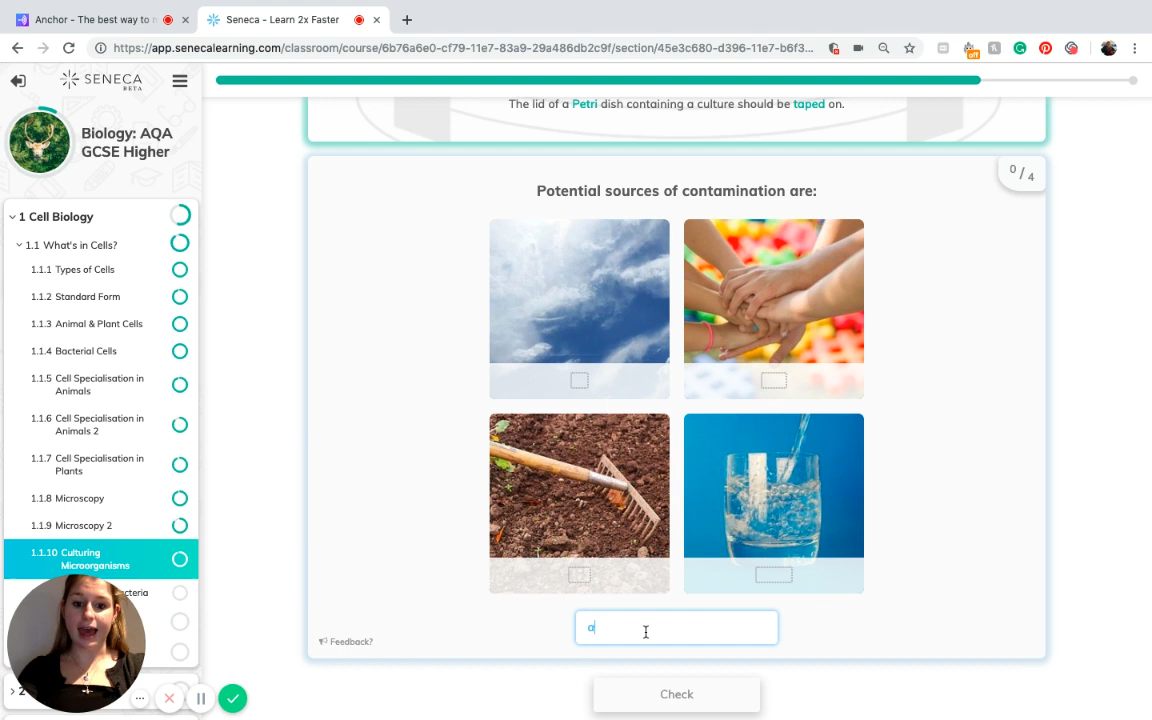 Anchor - The best way to
Seneca - Learn 2x Faster
https://app.senecalearning.com/classroom/course/6b76a6e0-cf79-11e7-83a9-29a486db2c9f/section/45e3c680-d396-11e7-b6f3...
off
SENECA
BETA
Biology: AQA
GCSE Higher
1 Cell Biology
1.1 What's in Cells?
1.1.1 Types of Cells
1.1.2 Standard Form
1.1.3 Animal & Plant Cells
1.1.4 Bacterial Cells
1.1.5 Cell Specialisation in
Animals
1.1.6 Cell Specialisation in
Animals 2
1.1.7 Cell Specialisation in
Plants
1.1.8 Microscopy
1.1.9 Microscopy 2
1.1.10 Culturing
Microorganisms
2
The lid of a Petri dish containing a culture should be taped on.
0/4
Potential sources of contamination are:
a
Feedback?
Check